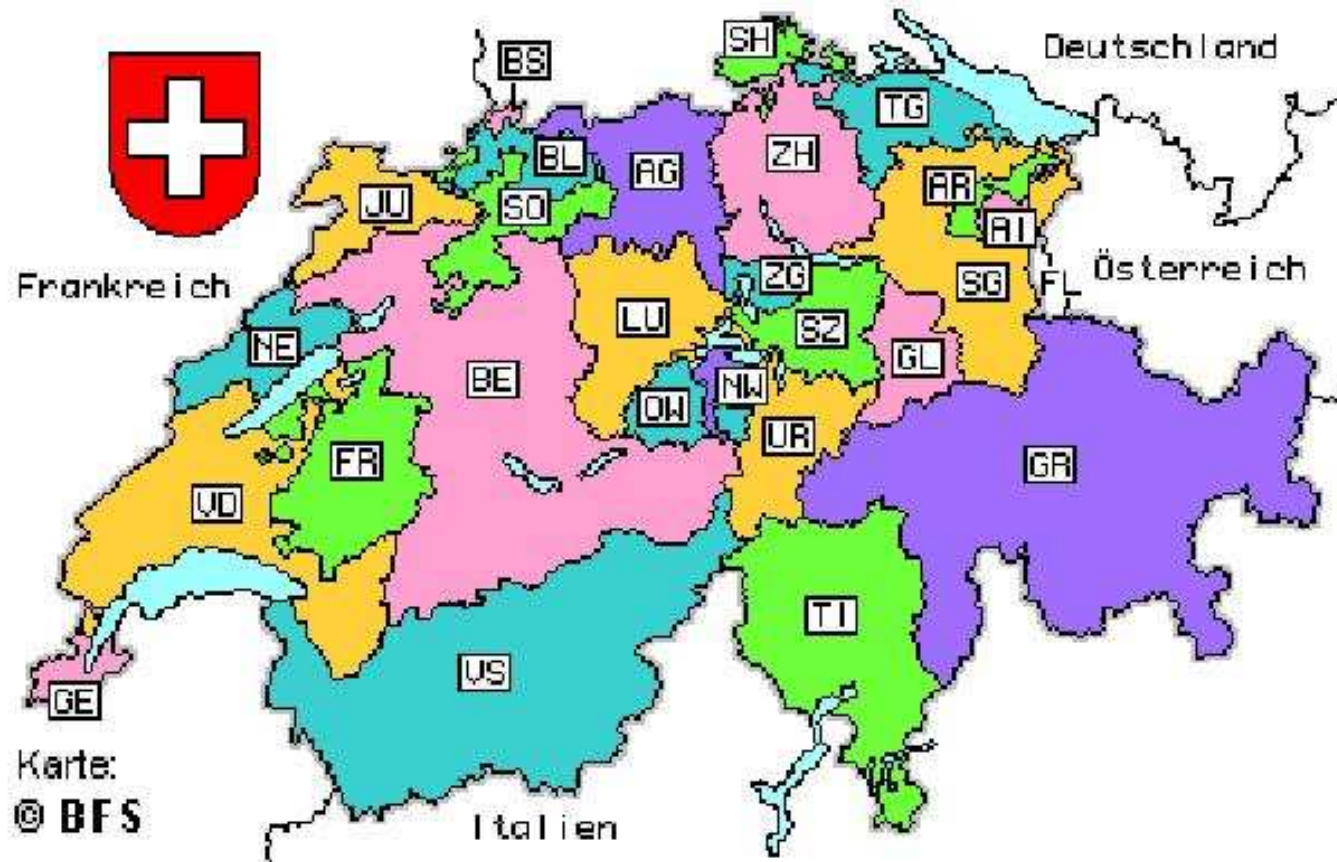 SH
Deutschland
BS
TG
BL
AG
ZH
JU
SO
AR
AI
Frankreich
ZG
SG
FL
Österreich
NE
LU
SZ
BE
GL
OW
NW
UR
FR
GR
VD
TI
VS
GE
Karte:
© BFS
Italien